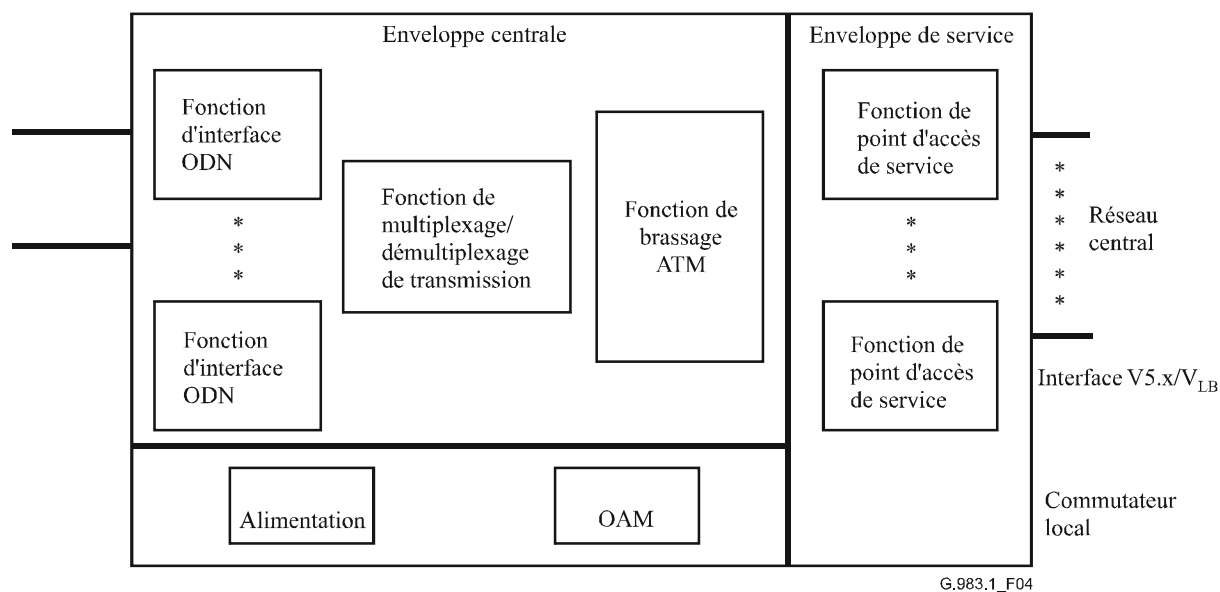 Enveloppe centrale
Enveloppe de service
Fonction
d'interface
ODN
*
*
*
Fonction
d'interface
ODN
Fonction de
multiplexage/
démultiplexage
de transmission
Fonction de
brassage
ATM
Fonction de
point d'accès
de service
*
*
*
Fonction de
point d'accès
de service
*
*
*
*
*
*
Réseau
central
Interface V5.x/VLB
Alimentation
OAM
Commutateur
local
G.983.1_F04